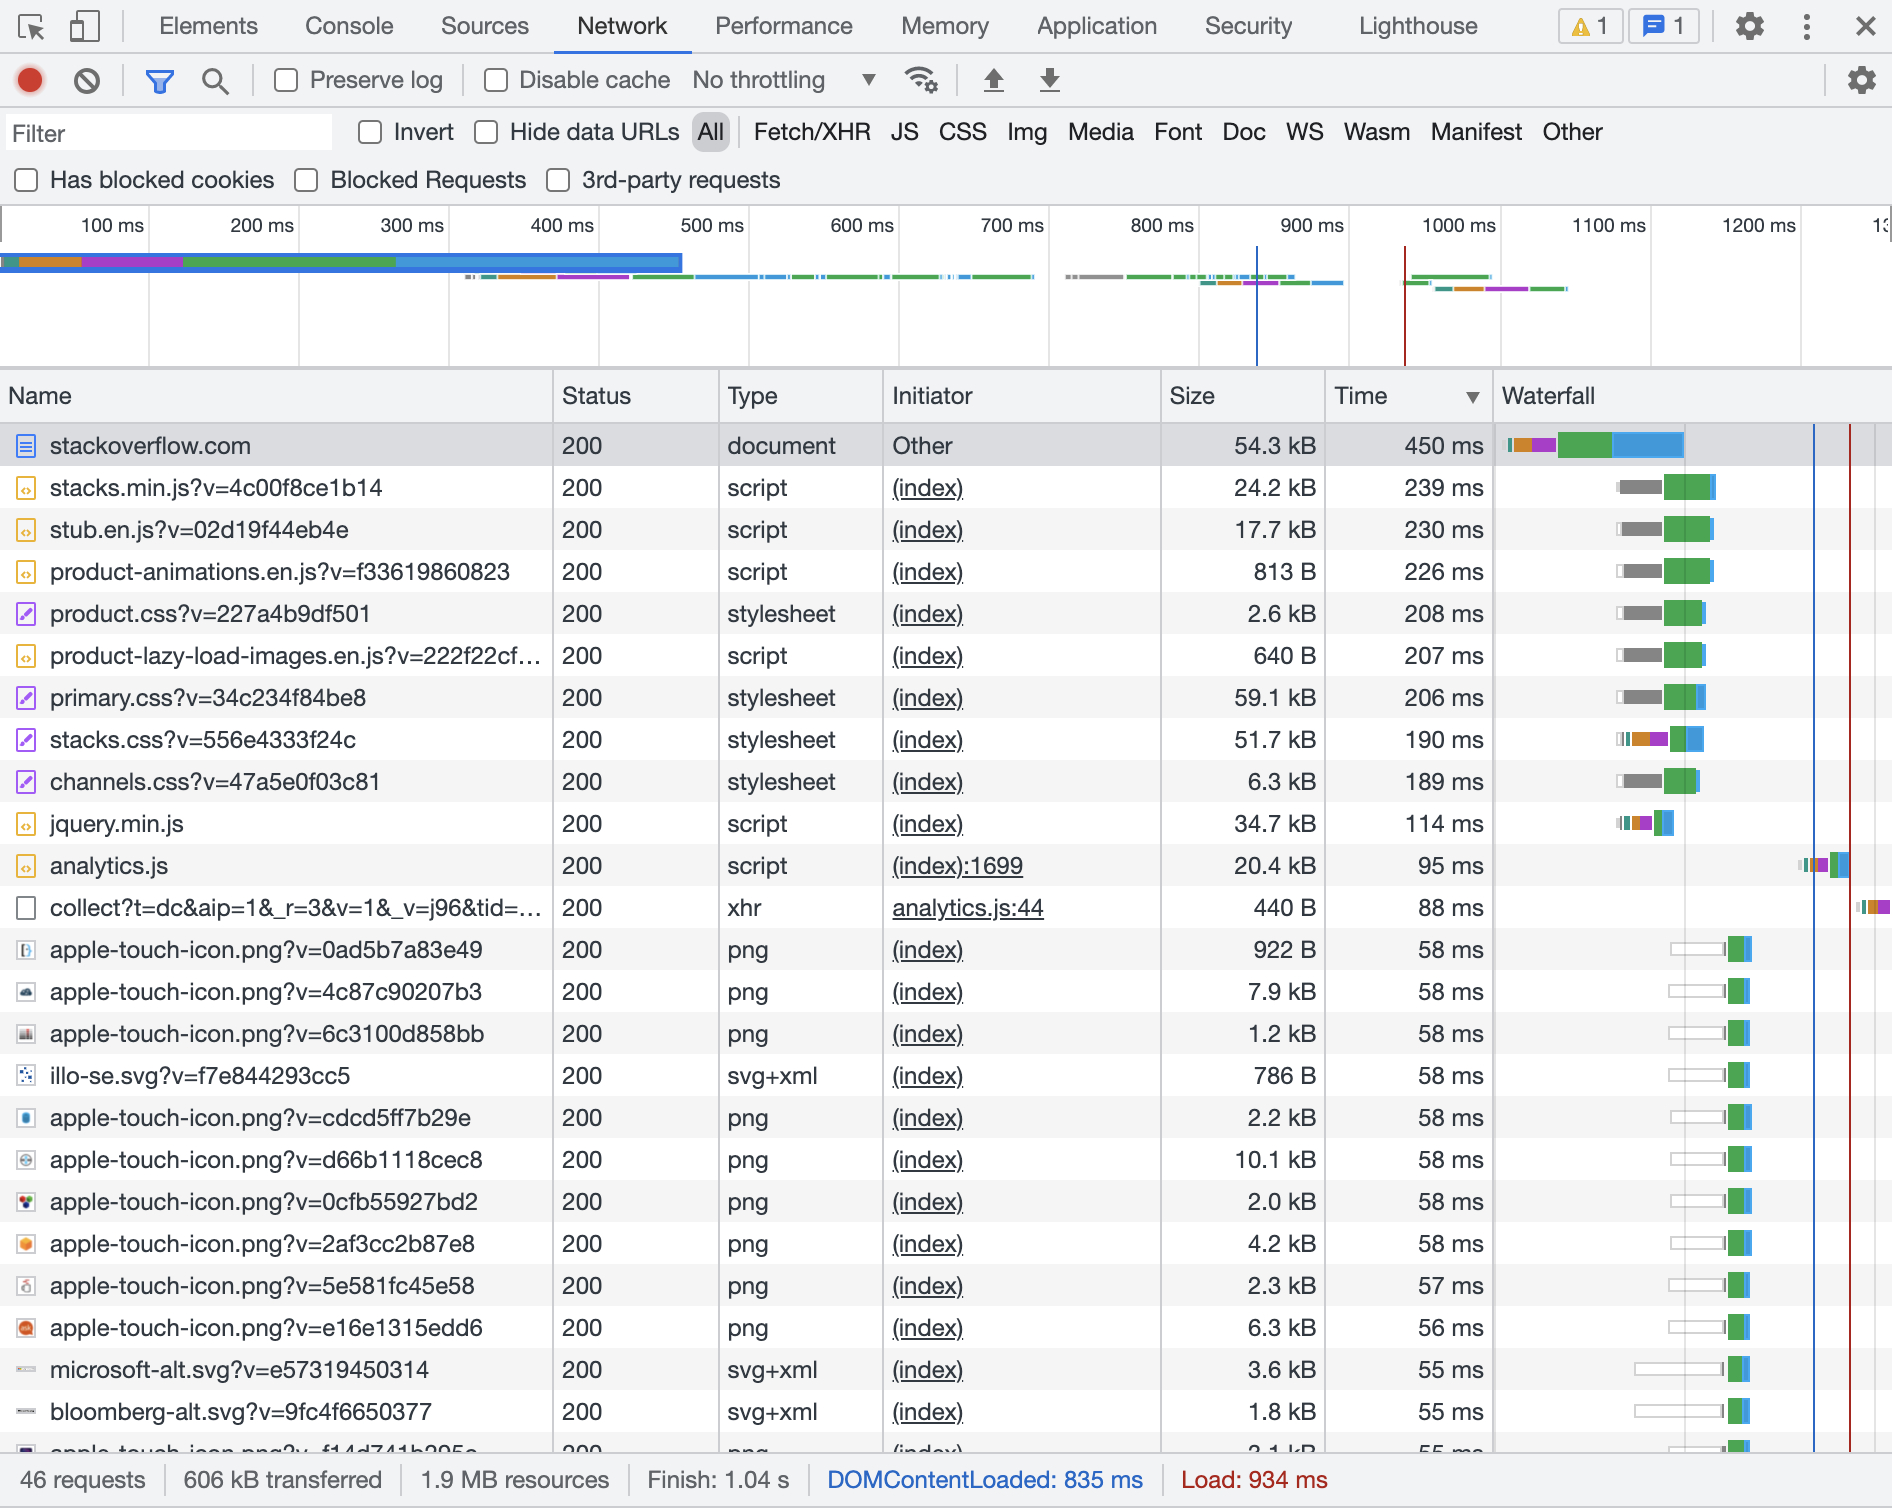 Elements Console Sources Network Performance Memory Application Security Lighthouse 1 1
Preserve log Disable cache No throttling
Filter Invert Hide data URLs All Fetch/XHR JS CSS Img Media Font Doc WS Wasm Manifest Other
Has blocked cookies Blocked Requests 3rd-party requests
100 ms 200 ms 300 ms 400 ms 500 ms 600 ms 700 ms 800 ms 900 ms 1000 ms 1100 ms 1200 ms
Name Status Type Initiator Size Time Waterfall
stackoverflow.com 200 document Other 54.3 kB 450 ms
stacks.min.js?v=4c00f8ce1b14 200 script (index) 24.2 kB 239 ms
stub.en.js?v=02d19f44eb4e 200 script (index) 17.7 kB 230 ms
product-animations.en.js?v=f33619860823 200 script (index) 813 B 226 ms
product.css?v=227a4b9df501 200 stylesheet (index) 2.6 kB 208 ms
product-lazy-load-images.en.js?v=222f22cf... 200 script (index) 640 B 207 ms
primary.css?v=34c234f84be8 200 stylesheet (index) 59.1 kB 206 ms
stacks.css?v=556e4333f24c 200 stylesheet (index) 51.7 kB 190 ms
channels.css?v=47a5e0f03c81 200 stylesheet (index) 6.3 kB 189 ms
jquery.min.js 200 script (index) 34.7 kB 114 ms
analytics.js 200 script (index):1699 20.4 kB 95 ms
collect?t=dc&aip=1&_r=3&v=1&_v=j96&tid=... 200 xhr analytics.js:44 440 B 88 ms
apple-touch-icon.png?v=0ad5b7a83e49 200 png (index) 922 B 58 ms
apple-touch-icon.png?v=4c87c90207b3 200 png (index) 7.9 kB 58 ms
apple-touch-icon.png?v=6c3100d858bb 200 png (index) 1.2 kB 58 ms
illo-se.svg?v=f7e844293cc5 200 svg+xml (index) 786 B 58 ms
apple-touch-icon.png?v=cdcd5ff7b29e 200 png (index) 2.2 kB 58 ms
apple-touch-icon.png?v=d66b1118cec8 200 png (index) 10.1 kB 58 ms
apple-touch-icon.png?v=0cfb55927bd2 200 png (index) 2.0 kB 58 ms
apple-touch-icon.png?v=2af3cc2b87e8 200 png (index) 4.2 kB 58 ms
apple-touch-icon.png?v=5e581fc45e58 200 png (index) 2.3 kB 57 ms
apple-touch-icon.png?v=e16e1315edd6 200 png (index) 6.3 kB 56 ms
microsoft-alt.svg?v=e57319450314 200 svg+xml (index) 3.6 kB 55 ms
bloomberg-alt.svg?v=9fc4f6650377 200 svg+xml (index) 1.8 kB 55 ms
46 requests 606 kB transferred 1.9 MB resources Finish: 1.04 s DOMContentLoaded: 835 ms Load: 934 ms